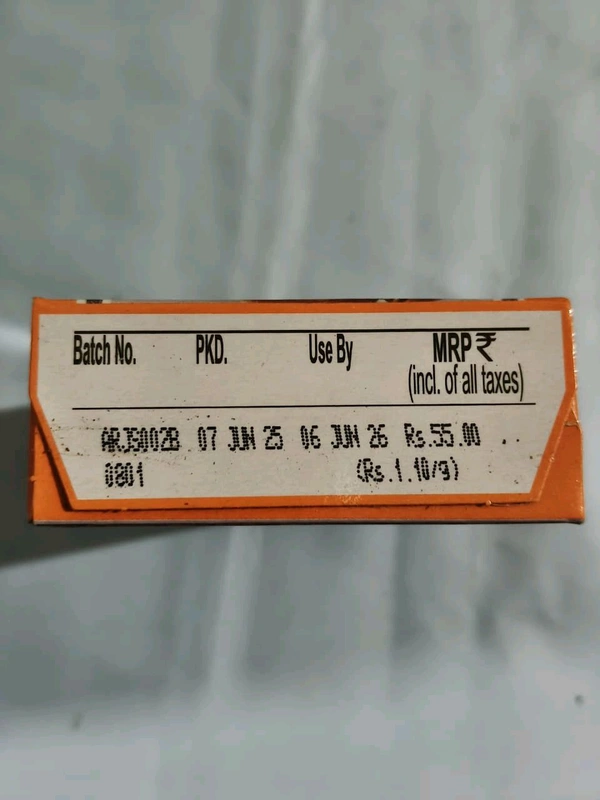 Batch No. PKD. Use By MRP ₹
(incl. of all taxes)
ARJS002B 07 JUN 25 06 JUN 26 Rs.55.00 ..
0801 (Rs.1.10/g)